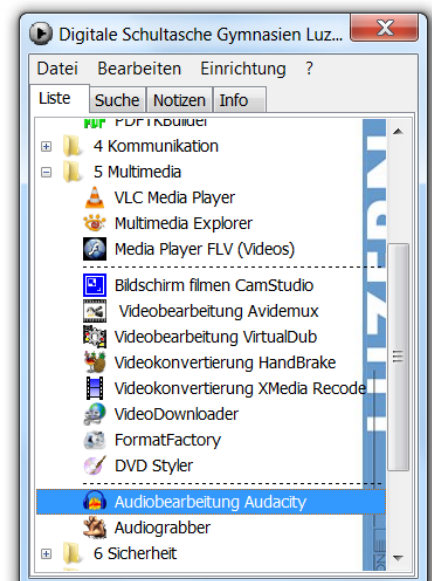 Digitale Schultasche Gymnasien Luz...
Datei Bearbeiten Einrichtung ?
Liste Suche Notizen Info
PDFTKBuilder
4 Kommunikation
5 Multimedia
VLC Media Player
Multimedia Explorer
Media Player FLV (Videos)
Bildschirm filmen CamStudio
Videobearbeitung Avidemux
Videobearbeitung VirtualDub
Videokonvertierung HandBrake
Videokonvertierung XMedia Recode
VideoDownloader
FormatFactory
DVD Styler
Audiobearbeitung Audacity
Audiograbber
6 Sicherheit
LUZERN